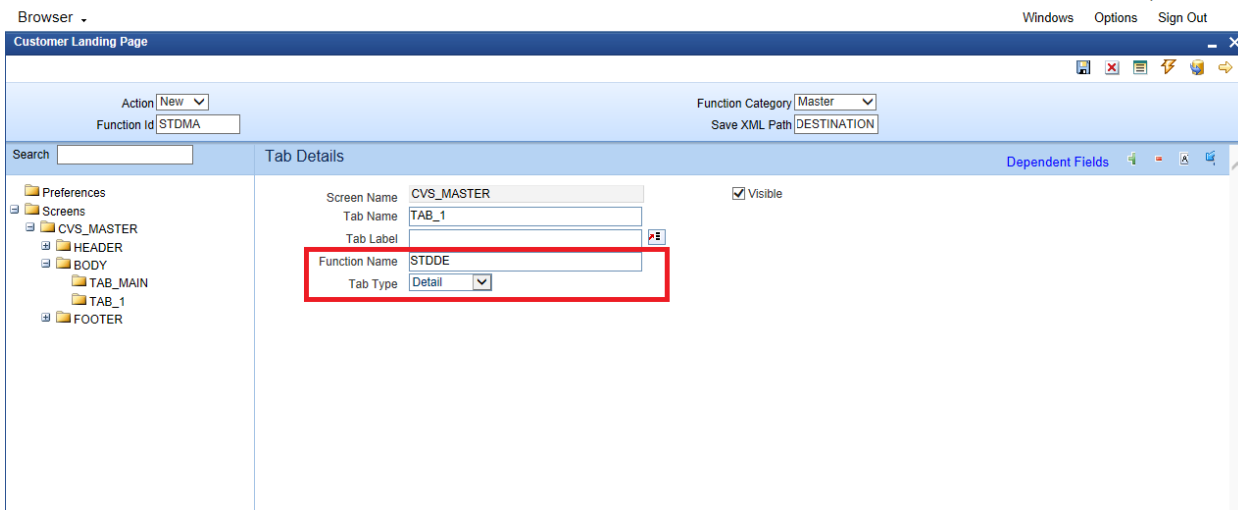 Browser
Windows Options Sign Out
Customer Landing Page
Action New
Function Category Master
Function Id STDMA
Save XML Path DESTINATION
Search
Tab Details
Dependent Fields
A
Preferences
Screens
CVS_MASTER
HEADER
BODY
TAB_MAIN
TAB_1
FOOTER
Screen Name CVS_MASTER
Visible
Tab Name TAB_1
Tab Label
Function Name STDDE
Tab Type Detail